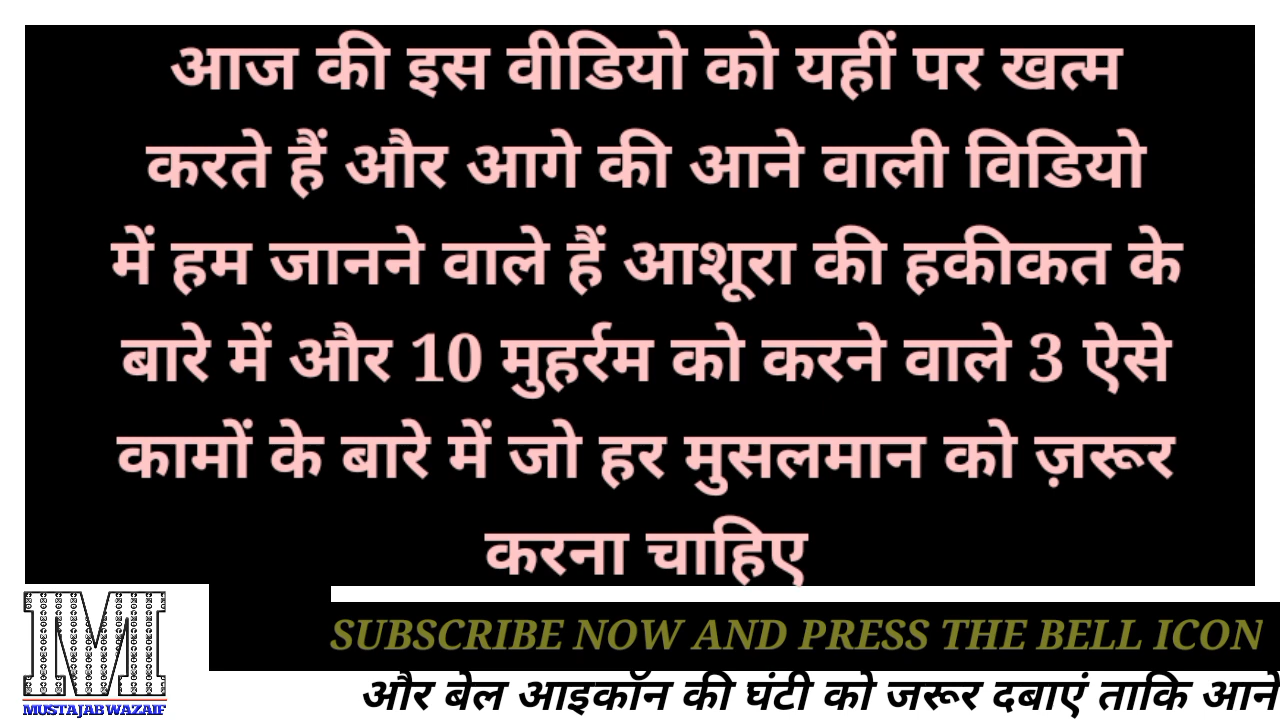 आज की इस वीडियो को यहीं पर खत्म
करते हैं और आगे की आने वाली विडियो
में हम जानने वाले हैं आशूरा की हकीकत के
बारे में और 10 मुहर्रम को करने वाले 3 ऐसे
कामों के बारे में जो हर मुसलमान को ज़रूर
करना चाहिए
SUBSCRIBE NOW AND PRESS THE BELL ICON
और बेल आइकॉन की घंटी को जरूर दबाएं ताकि आने
M
MUSTAJAB WAZAIF